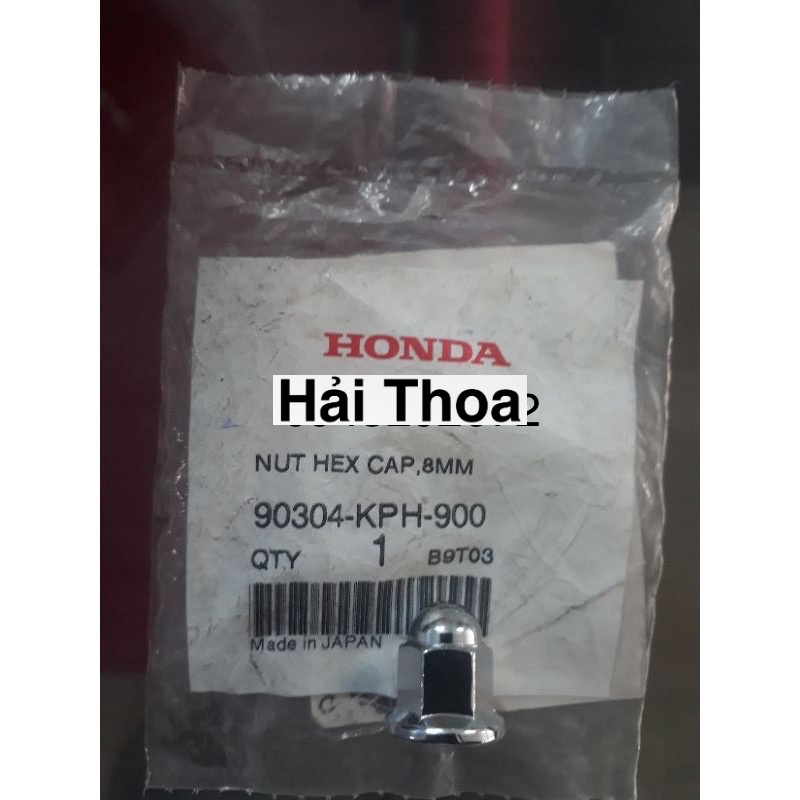 HONDA
Hải Thoa
NUT HEX CAP,8MM
90304-KPH-900
QTY 1 B9T03
Made in JAPAN
C